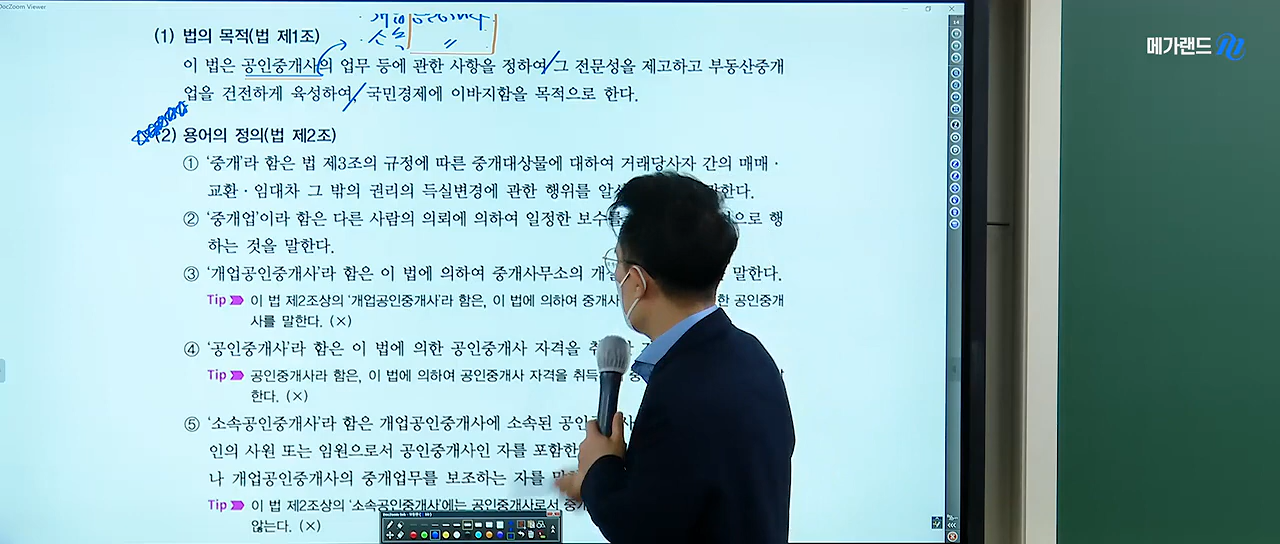 DocZoom Viewer
메가랜드
(1) 법의 목적(법 제1조)
이 법은 공인중개사의 업무 등에 관한 사항을 정하여 그 전문성을 제고하고 부동산중개
업을 건전하게 육성하여 국민경제에 이바지함을 목적으로 한다.
(2) 용어의 정의(법 제2조)
① ‘중개’라 함은 법 제3조의 규정에 따른 중개대상물에 대하여 거래당사자 간의 매매·
교환·임대차 그 밖의 권리의 득실변경에 관한 행위를 말한다.
② ‘중개업’이라 함은 다른 사람의 의뢰에 의하여 일정한 보수를 으로 행
하는 것을 말한다.
③ ‘개업공인중개사’라 함은 이 법에 의하여 중개사무소의 말한다.
Tip 이 법 제2조상의 ‘개업공인중개사’라 함은, 이 법에 의하여 한 공인중개
사를 말한다. (×)
④ ‘공인중개사’라 함은 이 법에 의한 공인중개사 자격을
Tip 공인중개사라 함은, 이 법에 의하여 공인중개사 자격을
한다. (×)
⑤ ‘소속공인중개사’라 함은 개업공인중개사에 소속된
인의 사원 또는 임원으로서 공인중개사인 자를
나 개업공인중개사의 중개업무를 보조하는 자를
Tip 이 법 제2조상의 ‘소속공인중개사’에는 공인중개사로서
않는다. (×)